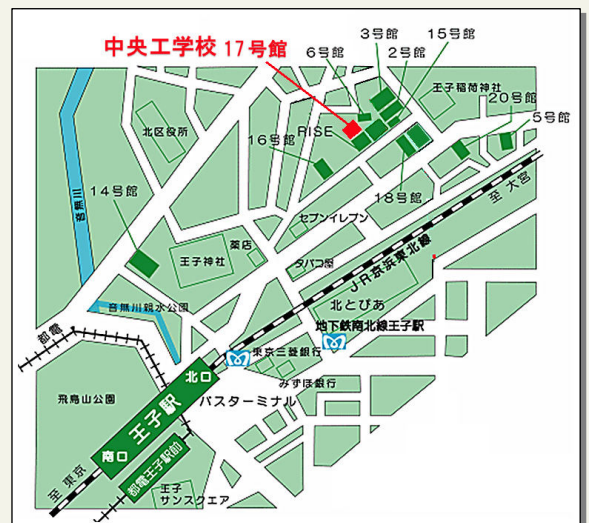 中央工学校 17号館
3号館
15号館
6号館
2号館
王子稲荷神社
20号館
5号館
北区役所
RISE
16号館
18号館
14号館
音無川
至 大宮
セブンイレブン
薬店
王子神社
タバコ屋
JR京浜東北線
北とぴあ
音無川親水公園
地下鉄南北線王子駅
都電
東京三菱銀行
北口
みずほ銀行
飛鳥山公園
バスターミナル
王子駅
南口
都電王子駅前
至 東京
王子
サンスクエア